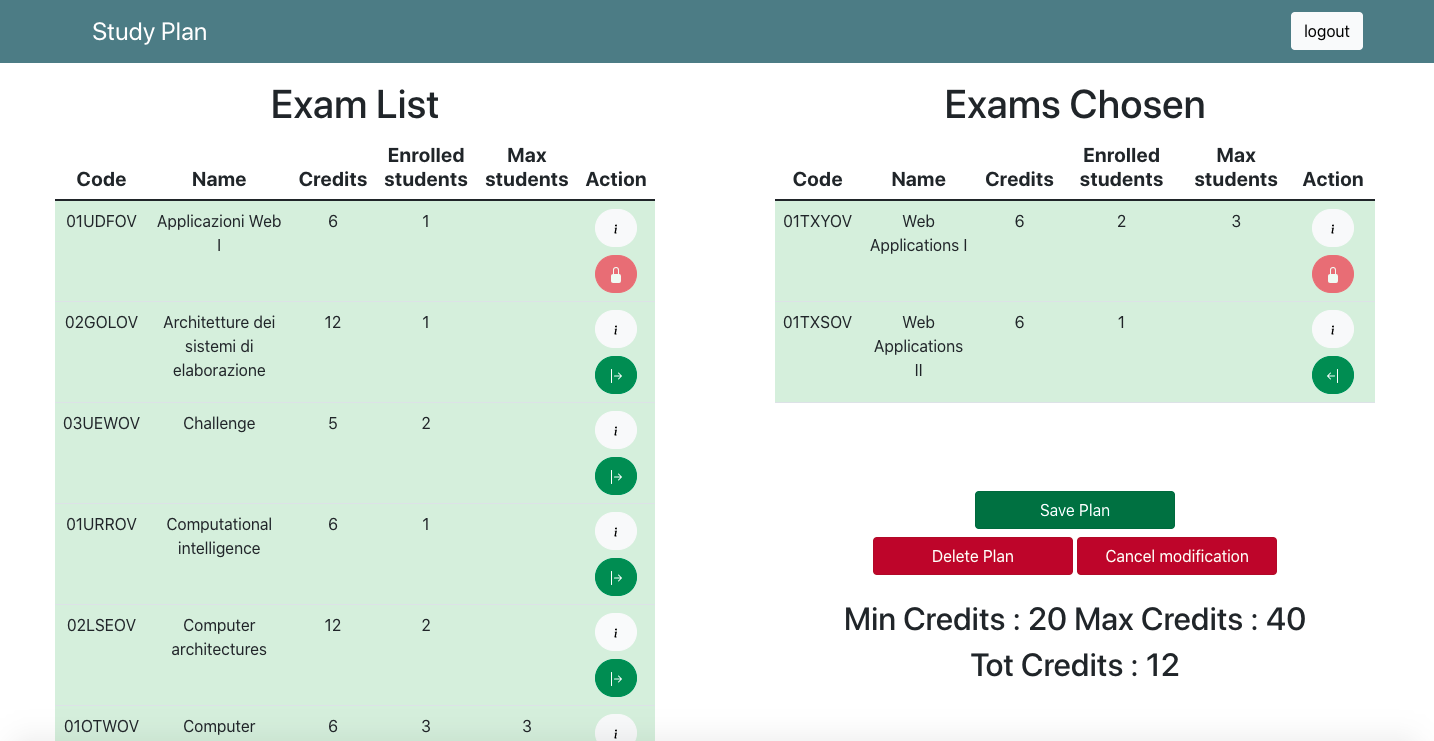 Study Plan
logout
Exam List
Code Name Credits Enrolled students Max students Action
01UDFOV Applicazioni Web I 6 1 i
02GOLOV Architetture dei sistemi di elaborazione 12 1 i
03UEWOV Challenge 5 2 i
01URROV Computational intelligence 6 1 i
02LSEOV Computer architectures 12 2 i
01OTWOV Computer 6 3 3 i
Exams Chosen
Code Name Credits Enrolled students Max students Action
01TXYOV Web Applications I 6 2 3 i
01TXSOV Web Applications II 6 1 i
Save Plan
Delete Plan Cancel modification
Min Credits : 20 Max Credits : 40
Tot Credits : 12